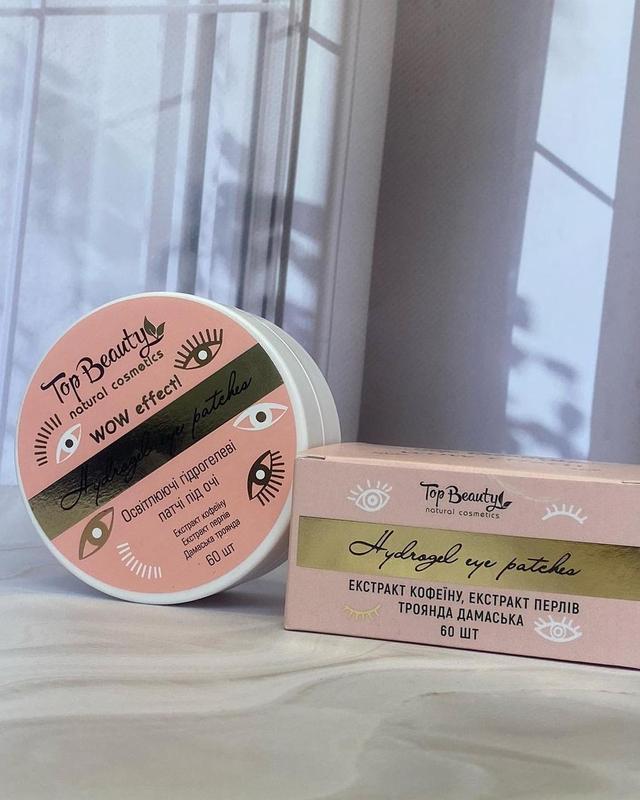 Top Beauty
natural cosmetics
WOW effect!
Hydrogel eye patches
Освітлюючі гідрогелеві
патчі під очі
Екстракт кофеїну
Екстракт перлів
Дамаська троянда
60 шт
Top Beauty
natural cosmetics
Hydrogel eye patches
ЕКСТРАКТ КОФЕЇНУ, ЕКСТРАКТ ПЕРЛІВ
ТРОЯНДА ДАМАСЬКА
60 ШТ